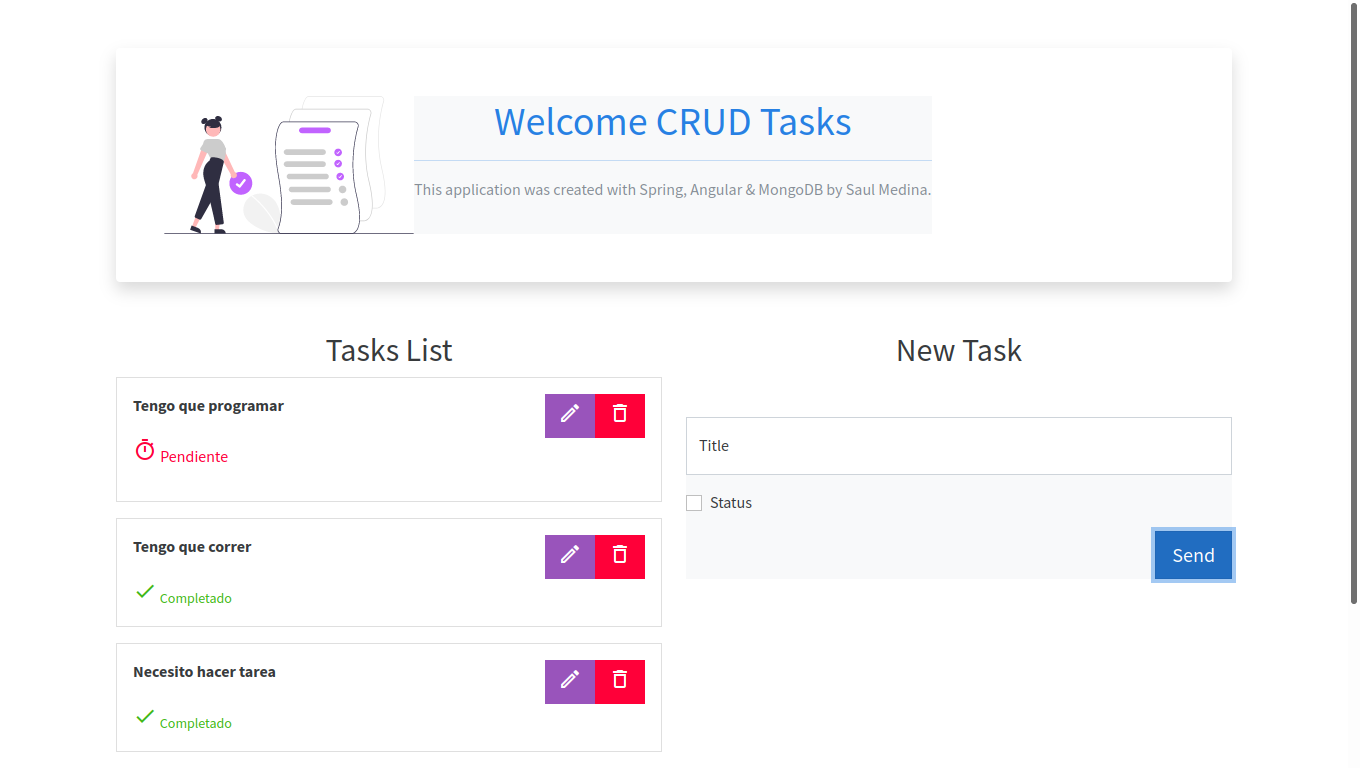 Welcome CRUD Tasks
This application was created with Spring, Angular & MongoDB by Saul Medina.
Tasks List
Tengo que programar
Pendiente
Tengo que correr
Completado
Necesito hacer tarea
Completado
New Task
Title
Status
Send